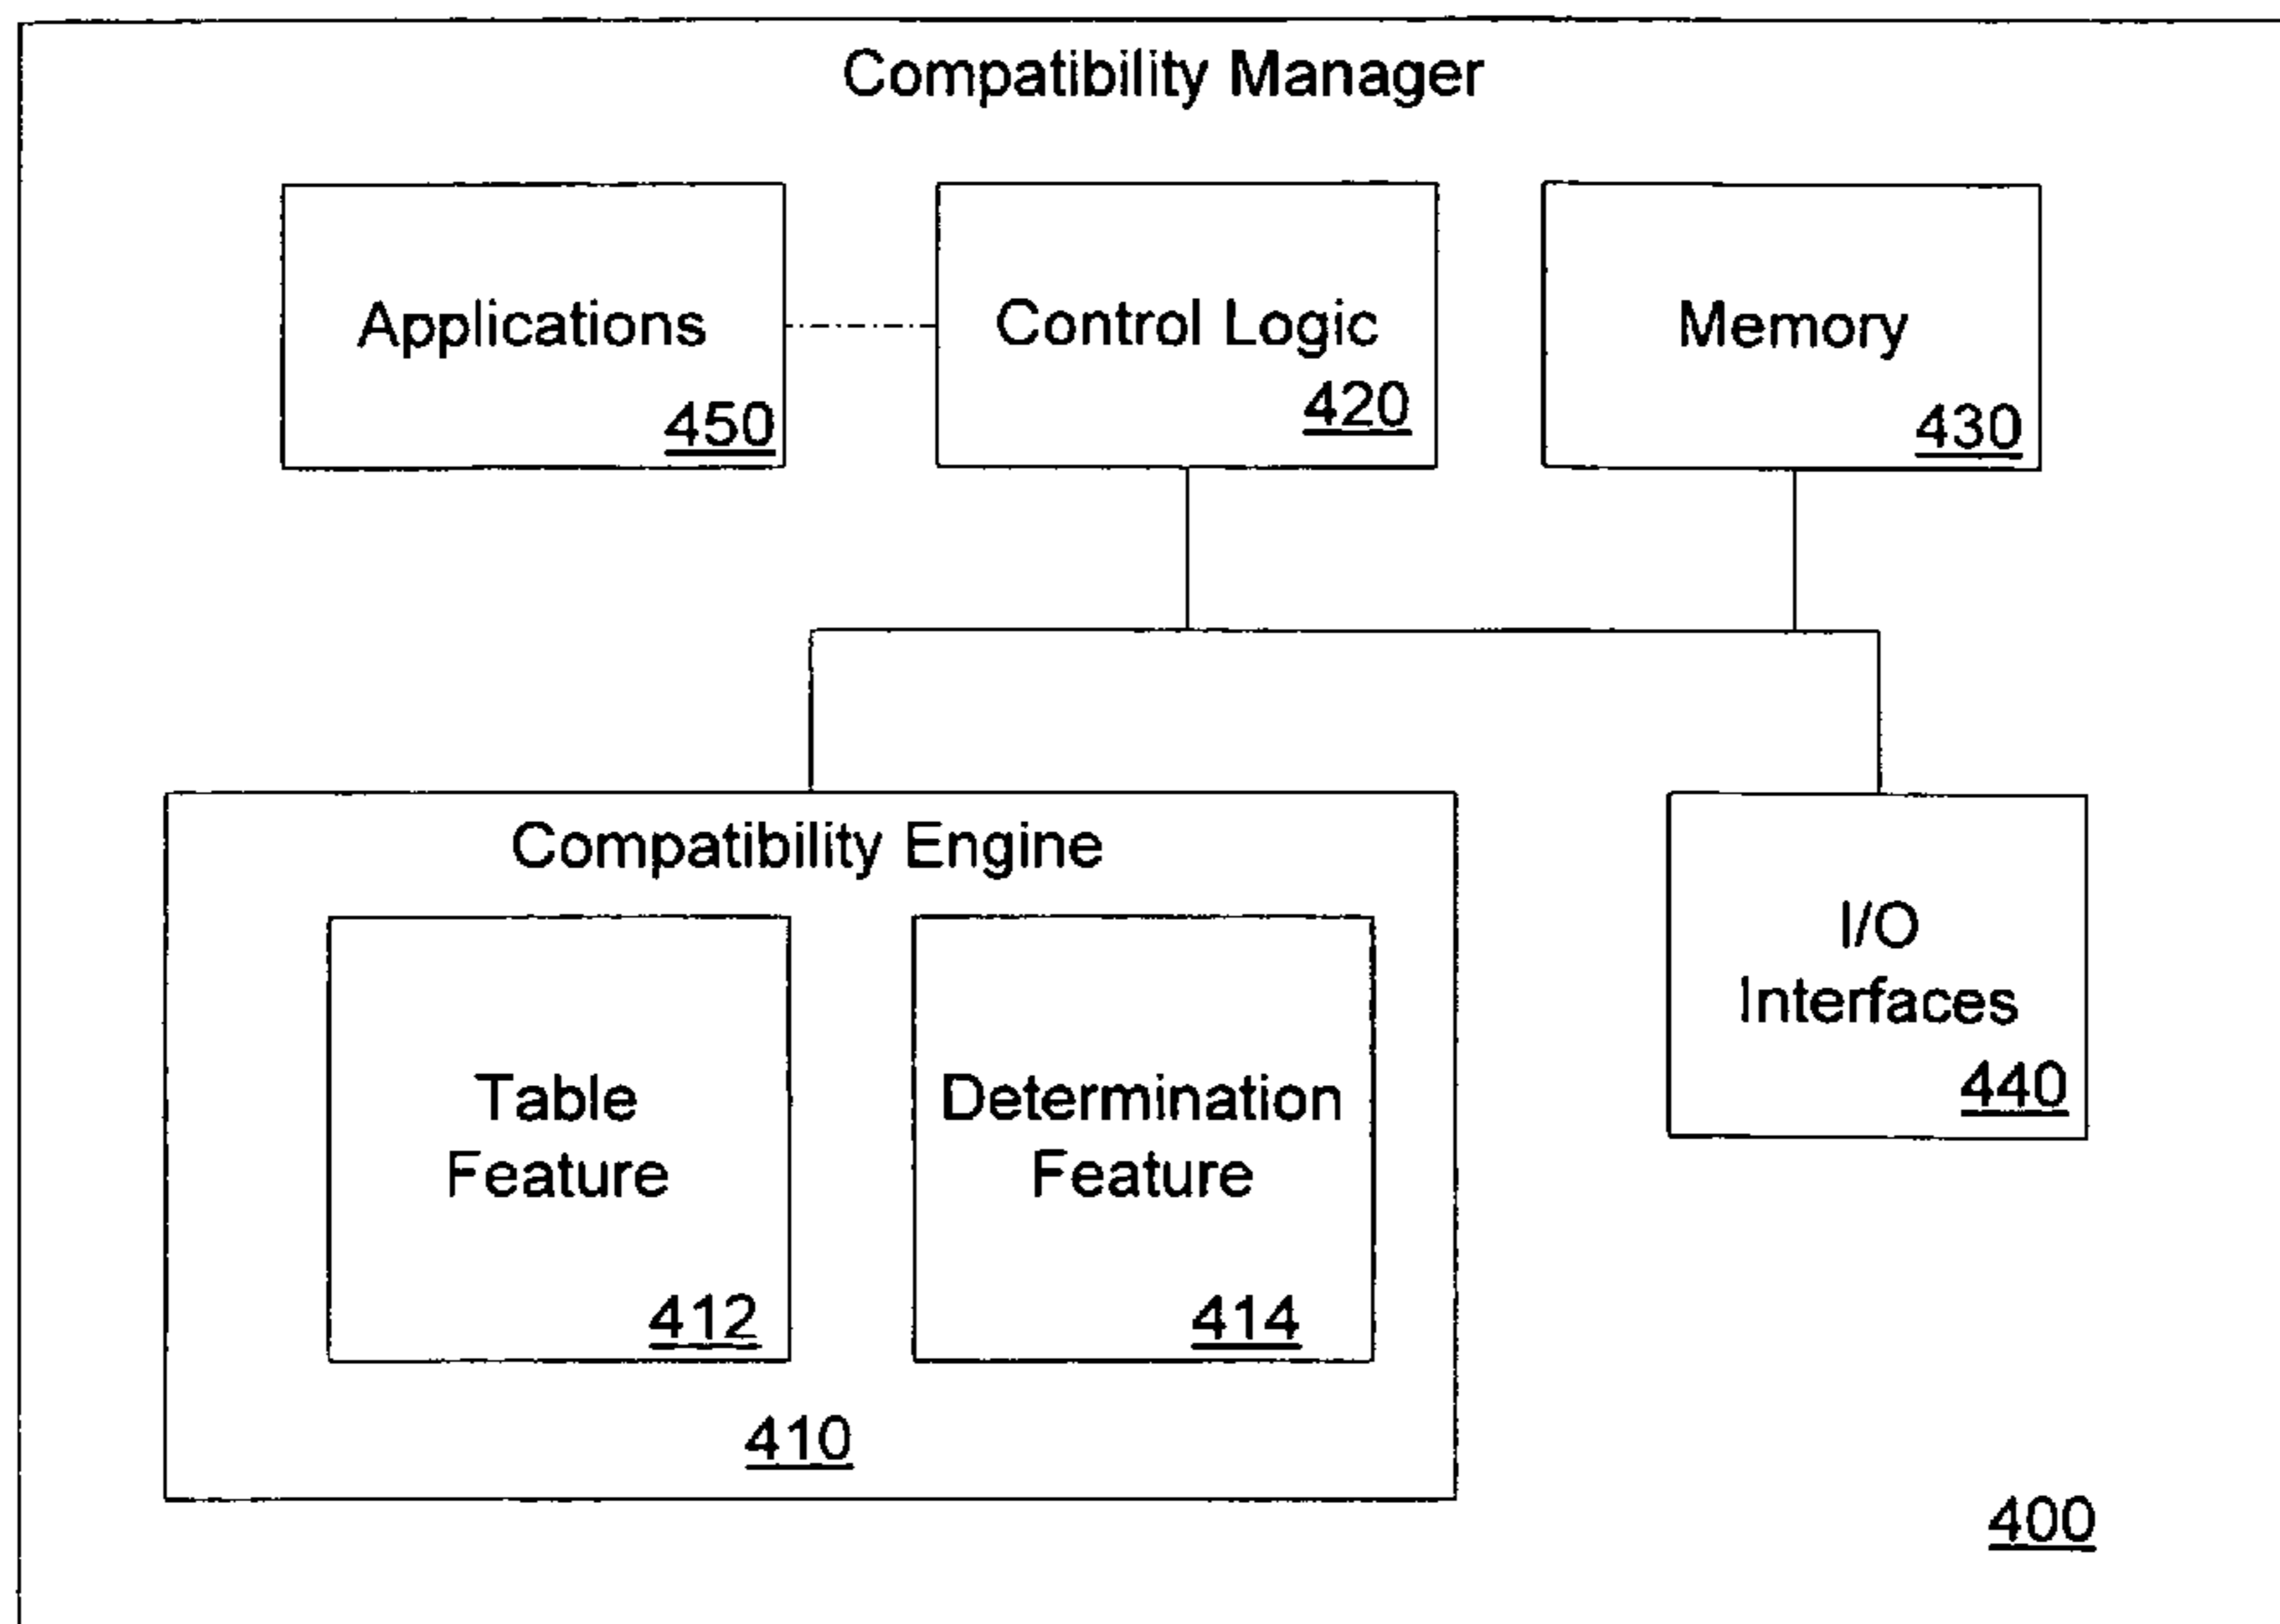 Compatibility Manager
Applications
450
Control Logic
420
Memory
430
Compatibility Engine
Table
Feature
412
Determination
Feature
414
410
I/O
Interfaces
440
400